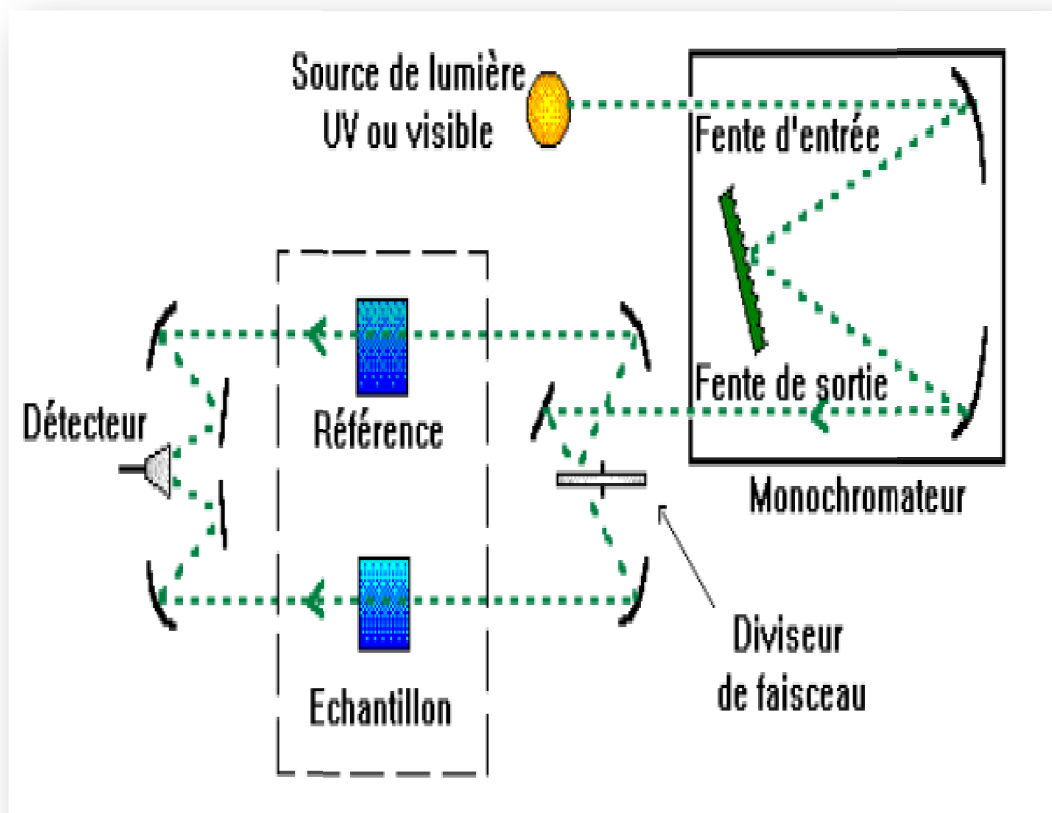 Source de lumière
UV ou visible
Fente d'entrée
Fente de sortie
Monochromateur
Détecteur
Référence
Echantillon
Diviseur
de faisceau